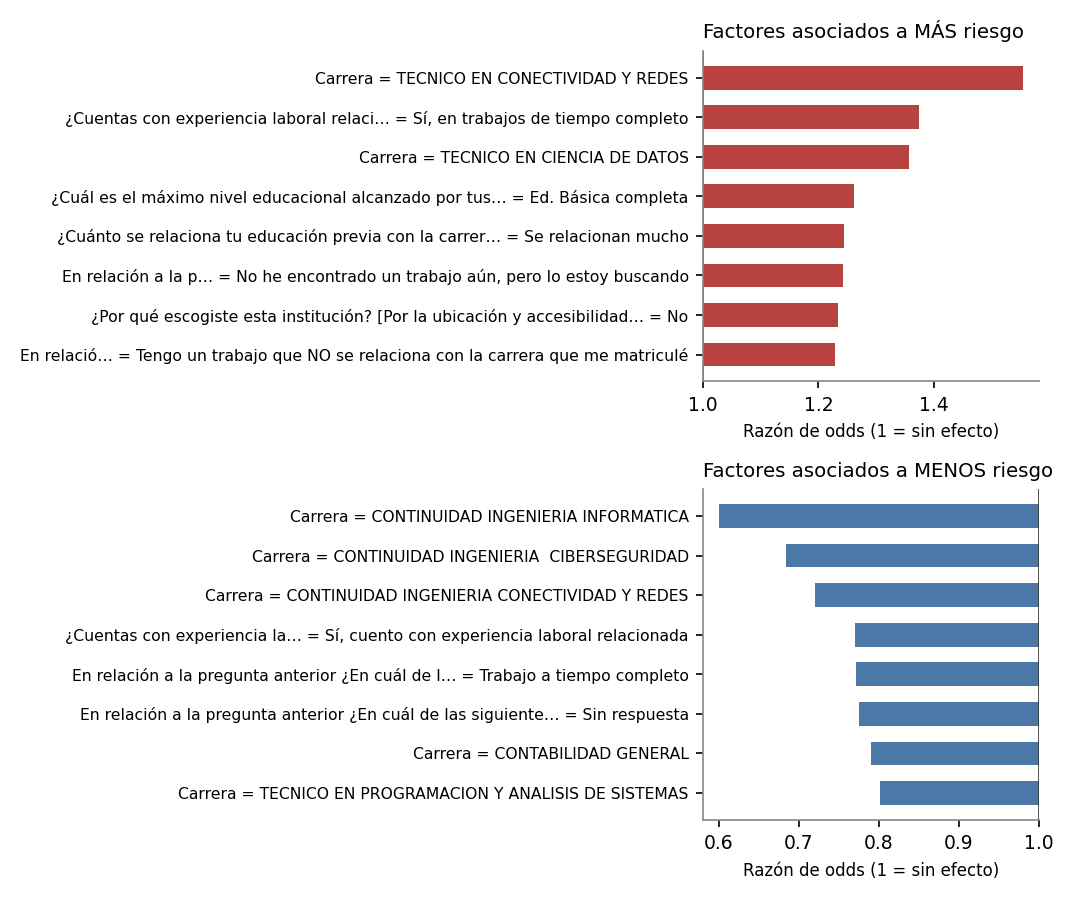 Factores asociados a MÁS riesgo
Carrera = TECNICO EN CONECTIVIDAD Y REDES
¿Cuentas con experiencia laboral relaci… = Sí, en trabajos de tiempo completo
Carrera = TECNICO EN CIENCIA DE DATOS
¿Cuál es el máximo nivel educacional alcanzado por tus… = Ed. Básica completa
¿Cuánto se relaciona tu educación previa con la carrer… = Se relacionan mucho
En relación a la p… = No he encontrado un trabajo aún, pero lo estoy buscando
¿Por qué escogiste esta institución? [Por la ubicación y accesibilidad… = No
En relació… = Tengo un trabajo que NO se relaciona con la carrera que me matriculé
1.0 1.2 1.4
Razón de odds (1 = sin efecto)
Factores asociados a MENOS riesgo
Carrera = CONTINUIDAD INGENIERIA INFORMATICA
Carrera = CONTINUIDAD INGENIERIA  CIBERSEGURIDAD
Carrera = CONTINUIDAD INGENIERIA CONECTIVIDAD Y REDES
¿Cuentas con experiencia la… = Sí, cuento con experiencia laboral relacionada
En relación a la pregunta anterior ¿En cuál de l… = Trabajo a tiempo completo
En relación a la pregunta anterior ¿En cuál de las siguiente… = Sin respuesta
Carrera = CONTABILIDAD GENERAL
Carrera = TECNICO EN PROGRAMACION Y ANALISIS DE SISTEMAS
0.6 0.7 0.8 0.9 1.0
Razón de odds (1 = sin efecto)